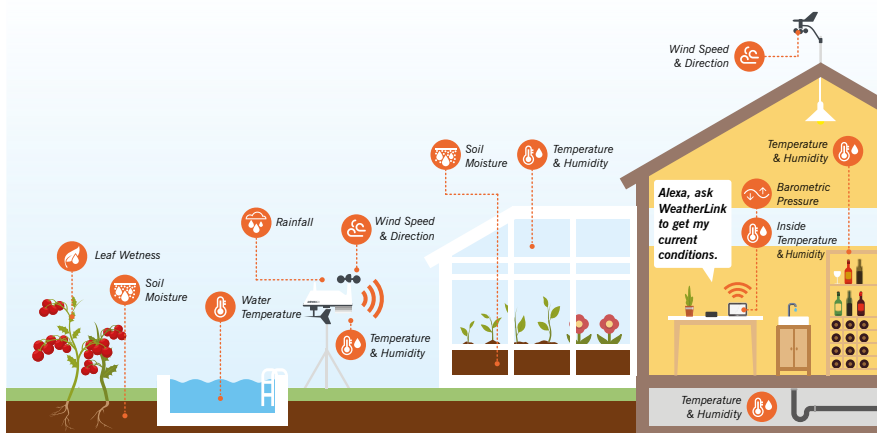 Wind Speed
& Direction
Soil
Moisture
Temperature
& Humidity
Temperature
& Humidity
Alexa, ask
WeatherLink
to get my
current
conditions.
Barometric
Pressure
Inside
Temperature
& Humidity
Rainfall
Wind Speed
& Direction
Leaf Wetness
Soil
Moisture
Water
Temperature
Temperature
& Humidity
Temperature
& Humidity